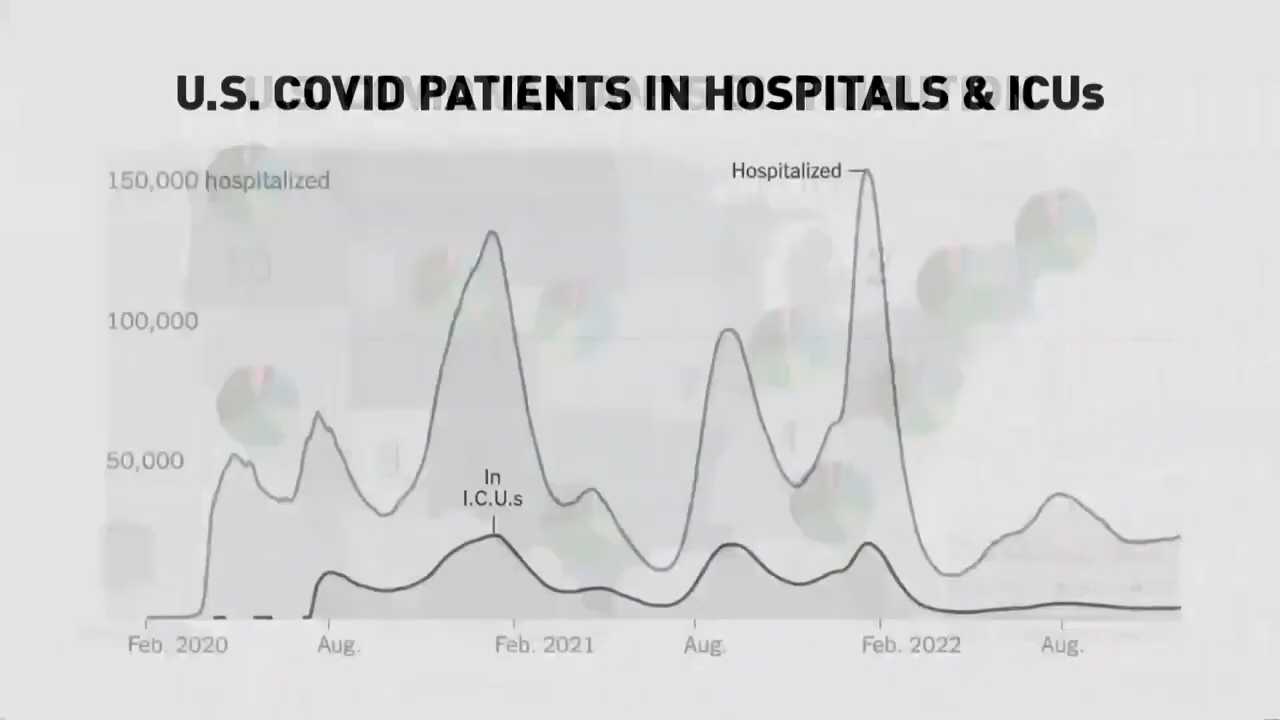 U.S. COVID PATIENTS IN HOSPITALS & ICUs
150,000 hospitalized
Hospitalized
100,000
50,000
In
I.C.U.s
Feb. 2020
Aug.
Feb. 2021
Aug.
Feb. 2022
Aug.